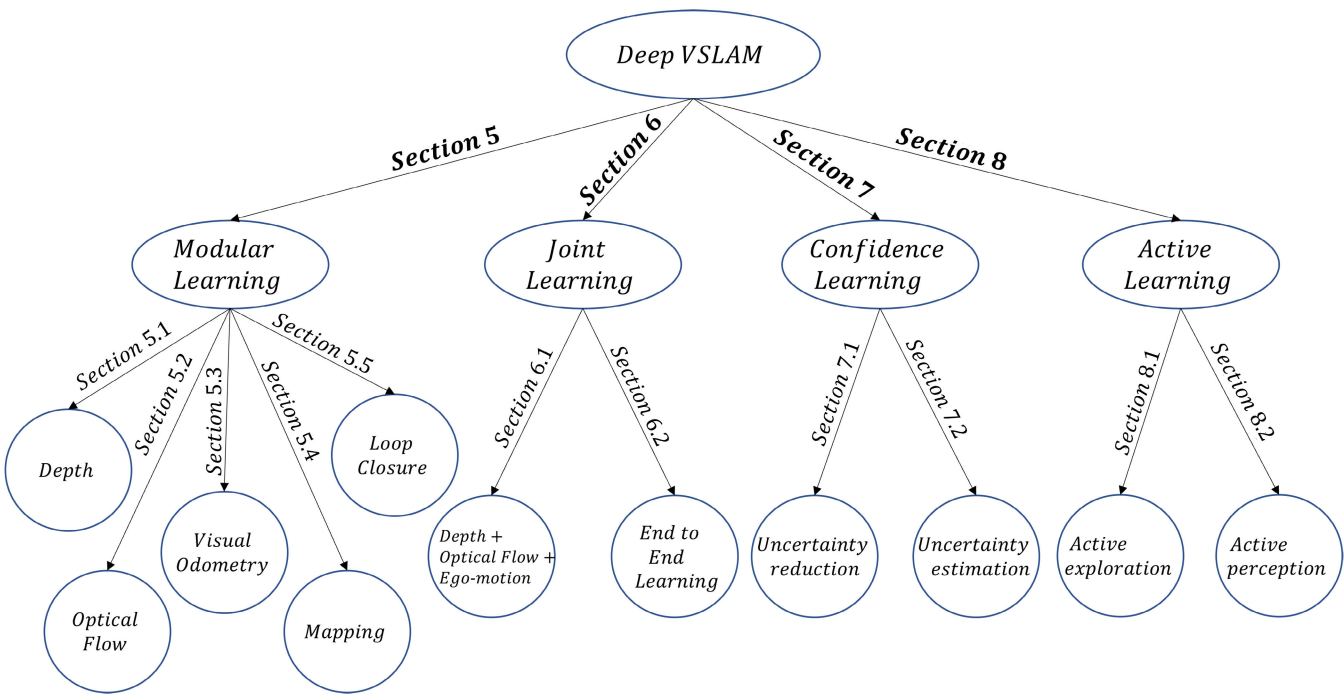 Deep VSLAM
Section 5
Section 6
Section 7
Section 8
Modular
Learning
Joint
Learning
Confidence
Learning
Active
Learning
Section 5.1
Section 5.2
Section 5.3
Section 5.4
Section 5.5
Section 6.1
Section 6.2
Section 7.1
Section 7.2
Section 8.1
Section 8.2
Depth
Optical
Flow
Visual
Odometry
Mapping
Loop
Closure
Depth +
Optical Flow +
Ego-motion
End to
End
Learning
Uncertainty
reduction
Uncertainty
estimation
Active
exploration
Active
perception